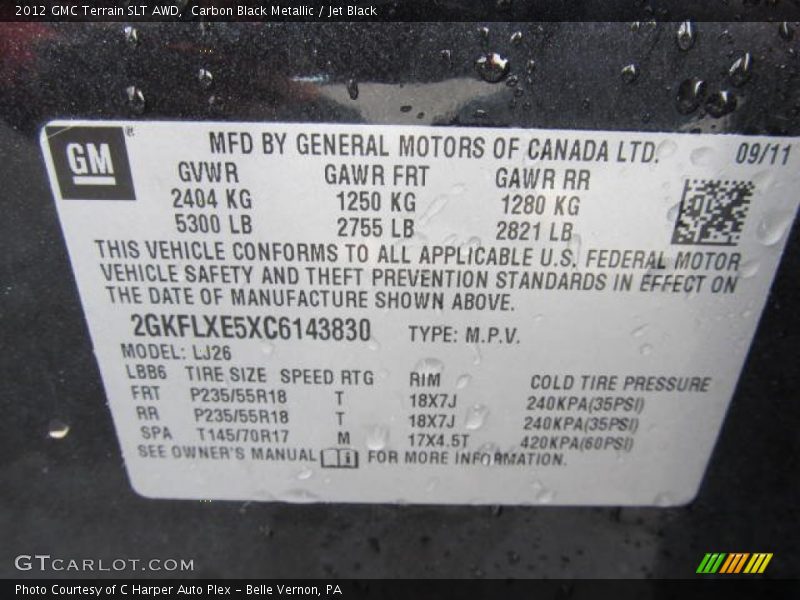 2012 GMC Terrain SLT AWD, Carbon Black Metallic / Jet Black
GM ® MFD BY GENERAL MOTORS OF CANADA LTD. 09/11
GVWR GAWR FRT GAWR RR
2404 KG 1250 KG 1280 KG
5300 LB 2755 LB 2821 LB
THIS VEHICLE CONFORMS TO ALL APPLICABLE U.S. FEDERAL MOTOR
VEHICLE SAFETY AND THEFT PREVENTION STANDARDS IN EFFECT ON
THE DATE OF MANUFACTURE SHOWN ABOVE.
2GKFLXE5XC6143830 TYPE: M.P.V.
MODEL: LJ26
LBB6 TIRE SIZE SPEED RTG RIM COLD TIRE PRESSURE
FRT P235/55R18 T 18X7J 240KPA(35PSI)
RR P235/55R18 T 18X7J 240KPA(35PSI)
SPA T145/70R17 M 17X4.5T 420KPA(60PSI)
SEE OWNER'S MANUAL i FOR MORE INFORMATION.
GTCARLOT.COM
Photo Courtesy of C Harper Auto Plex - Belle Vernon, PA